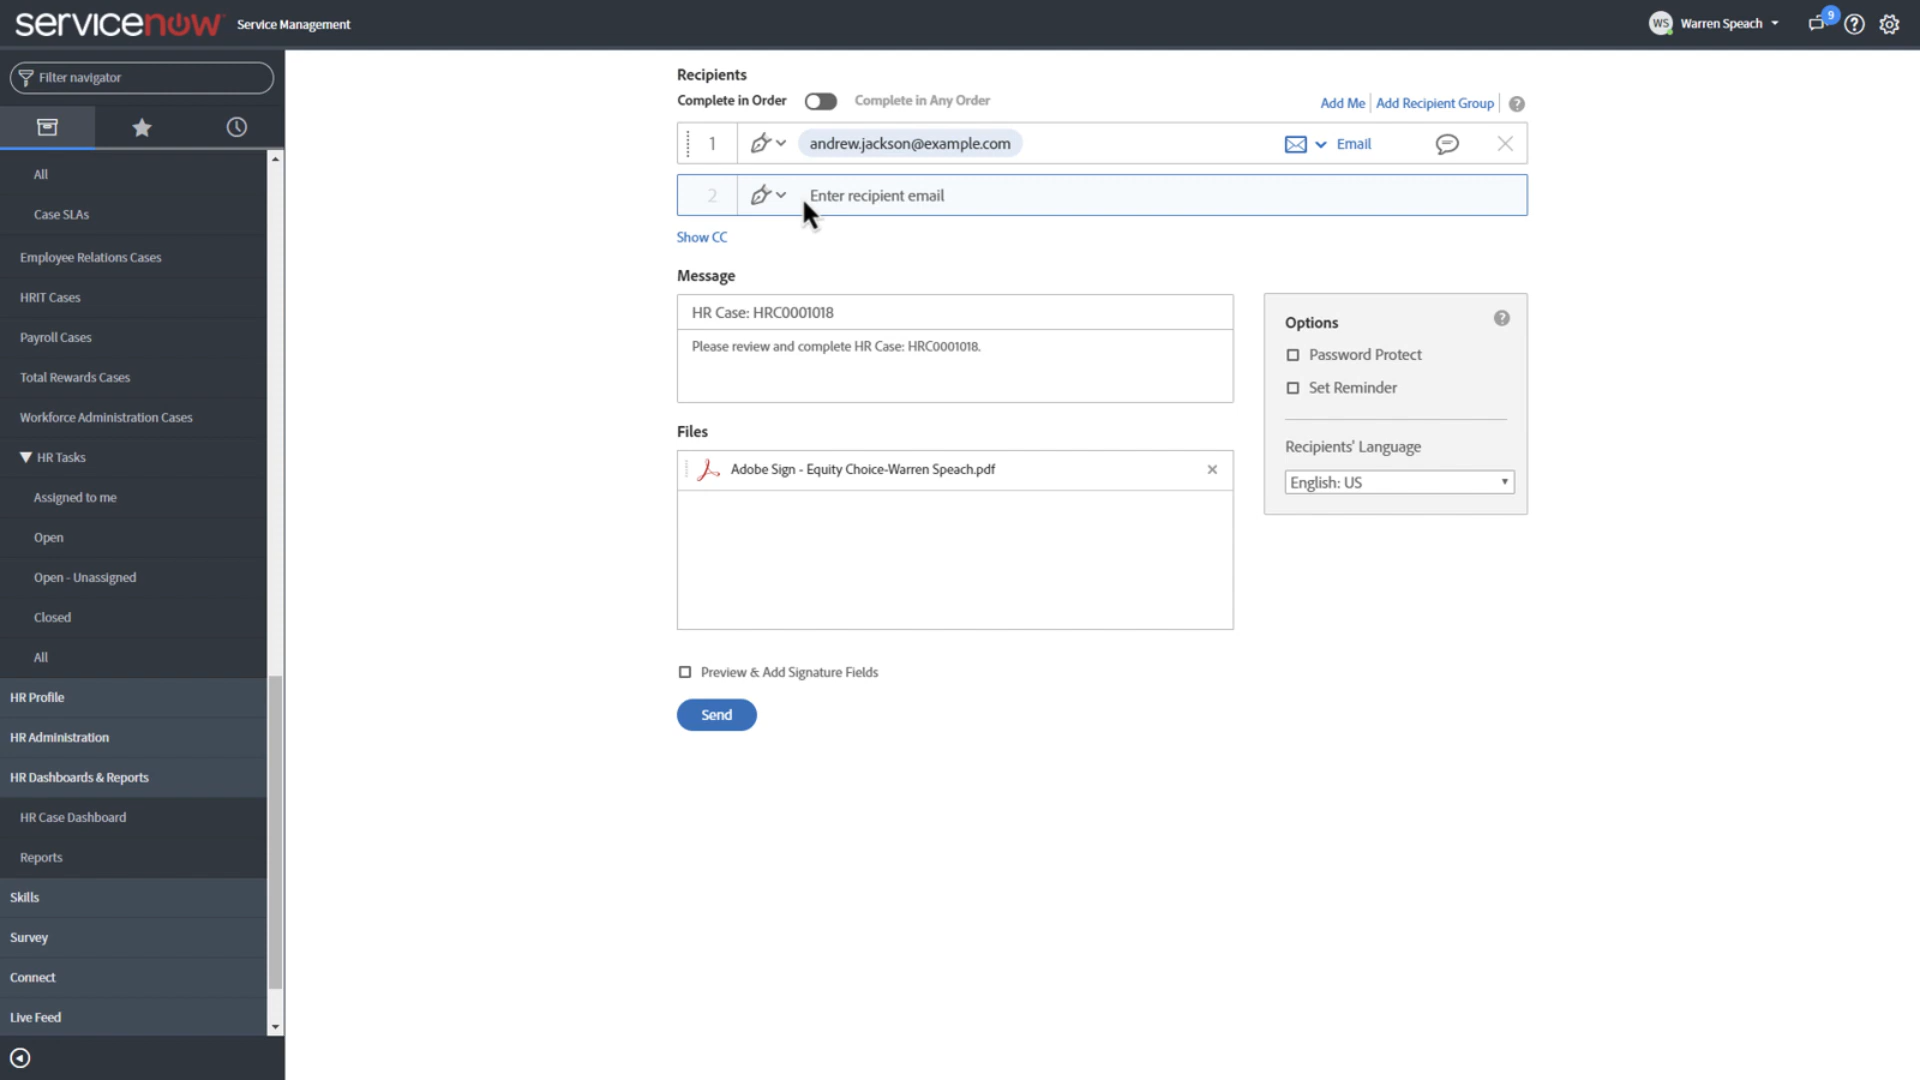 servicenow Service Management
WS Warren Speach 9
Filter navigator
All
Case SLAs
Employee Relations Cases
HRIT Cases
Payroll Cases
Total Rewards Cases
Workforce Administration Cases
HR Tasks
Assigned to me
Open
Open - Unassigned
Closed
All
HR Profile
HR Administration
HR Dashboards & Reports
HR Case Dashboard
Reports
Skills
Survey
Connect
Live Feed
Recipients
Complete in Order Complete in Any Order Add Me Add Recipient Group ?
1 andrew.jackson@example.com Email
2 Enter recipient email
Show CC
Message
HR Case: HRC0001018
Please review and complete HR Case: HRC0001018.
Files
Adobe Sign - Equity Choice-Warren Speach.pdf
Preview & Add Signature Fields
Send
Options ?
Password Protect
Set Reminder
Recipients' Language
English: US